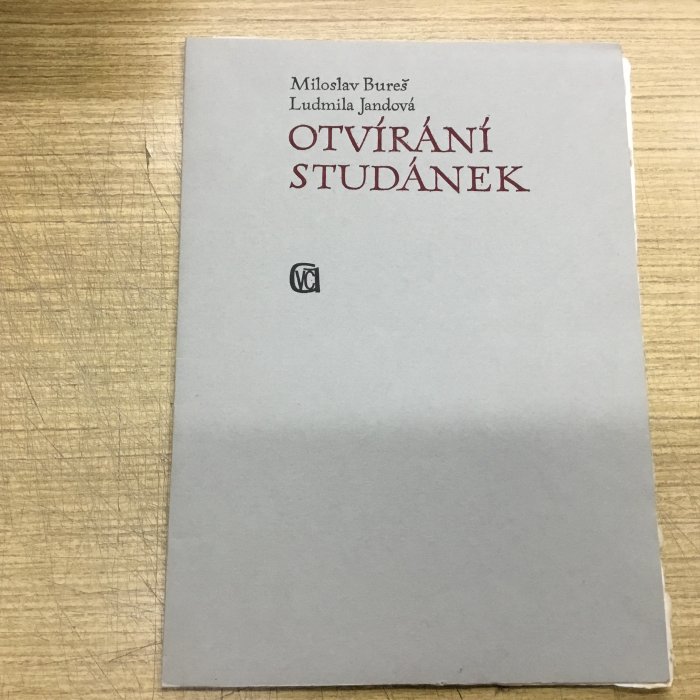 Miloslav Bureš
Ludmila Jandová
OTVÍRÁNÍ
STUDÁNEK